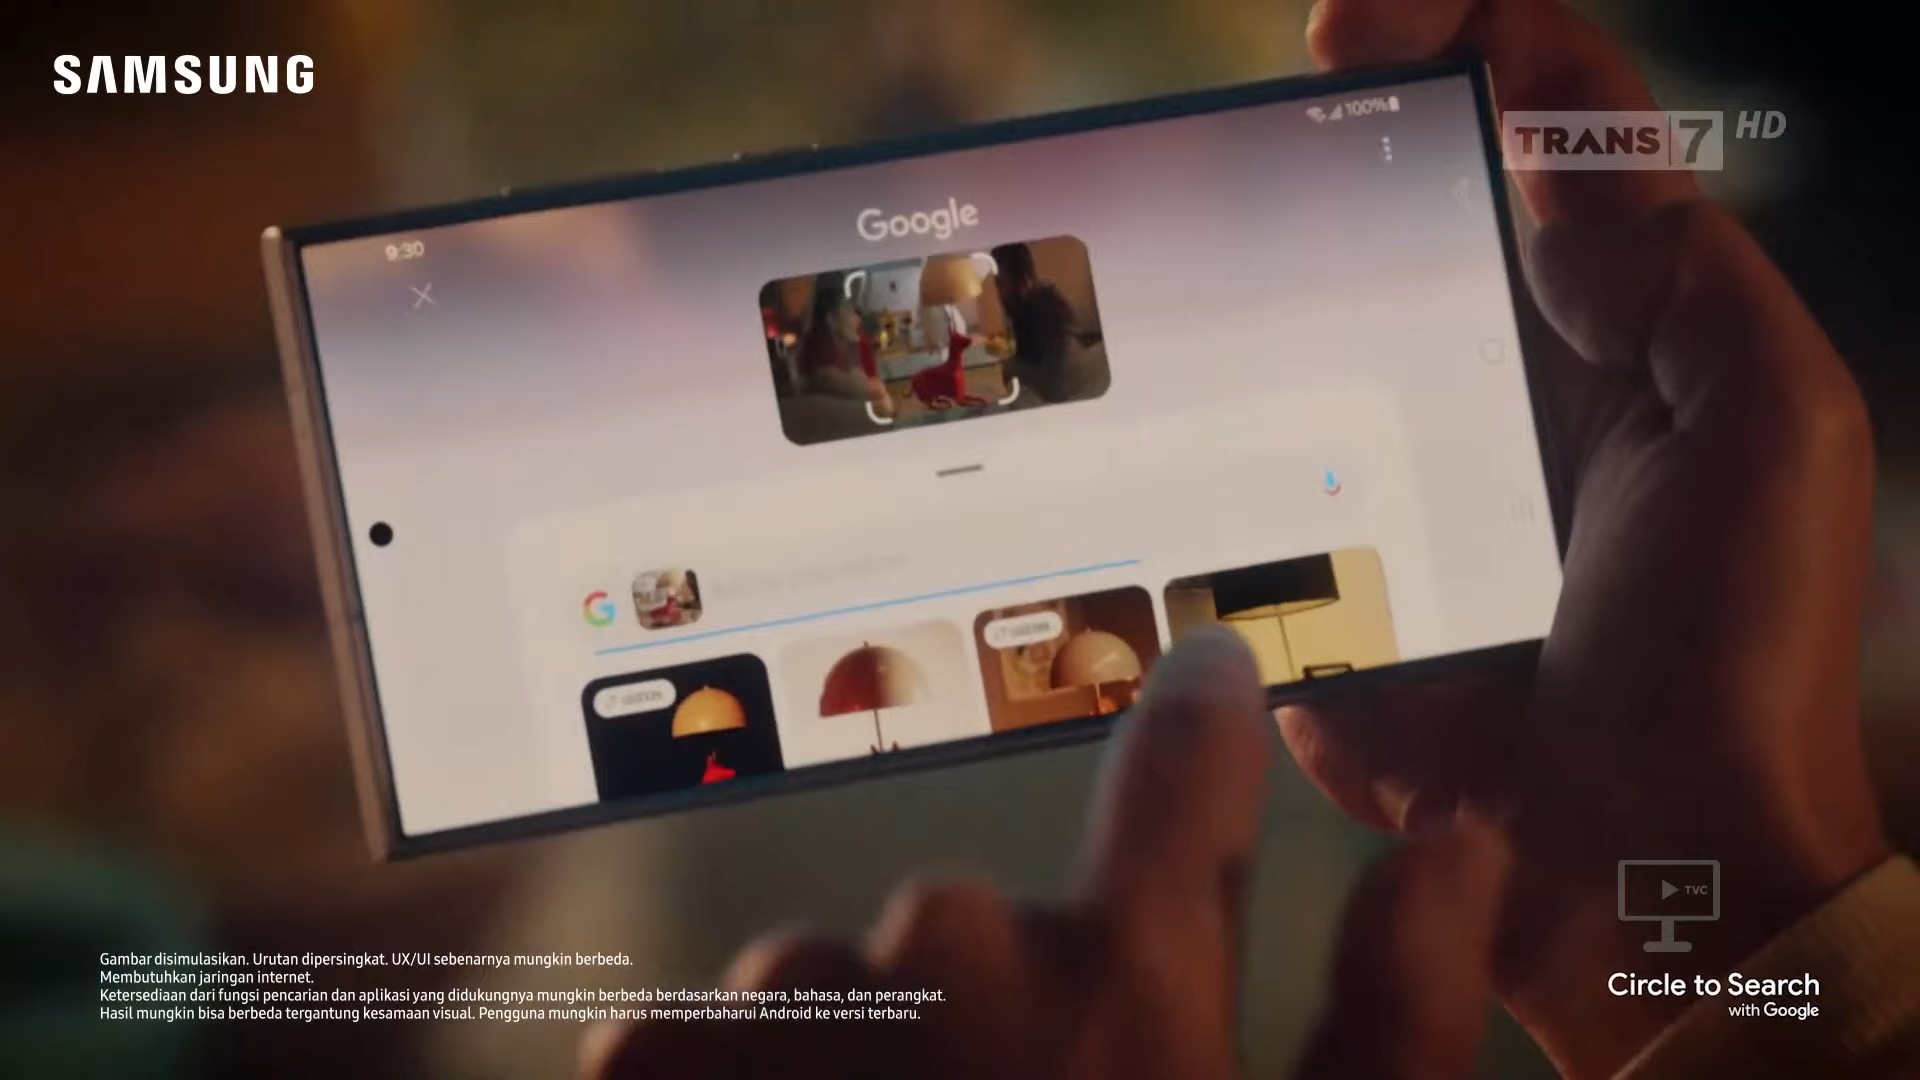 SAMSUNG
TRANS 7 HD
100%
9:30
Google
TVC
Gambar disimulasikan. Urutan dipersingkat. UX/UI sebenarnya mungkin berbeda.
Membutuhkan jaringan internet.
Ketersediaan dari fungsi pencarian dan aplikasi yang didukungnya mungkin berbeda berdasarkan negara, bahasa, dan perangkat.
Hasil mungkin bisa berbeda tergantung kesamaan visual. Pengguna mungkin harus memperbaharui Android ke versi terbaru.
Circle to Search
with Google